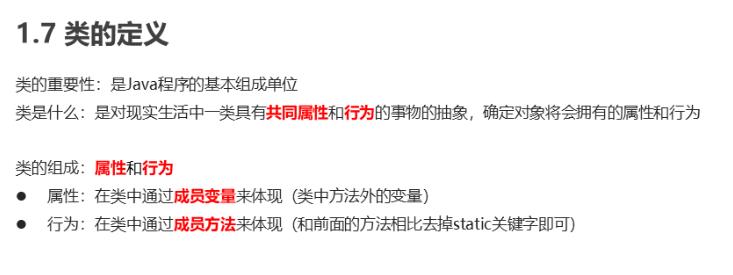 1.7 类的定义
类的重要性：是Java程序的基本组成单位
类是什么：是对现实生活中一类具有共同属性和行为的事物的抽象，确定对象将会拥有的属性和行为
类的组成：属性和行为
● 属性：在类中通过成员变量来体现（类中方法外的变量）
● 行为：在类中通过成员方法来体现（和前面的方法相比去掉static关键字即可）